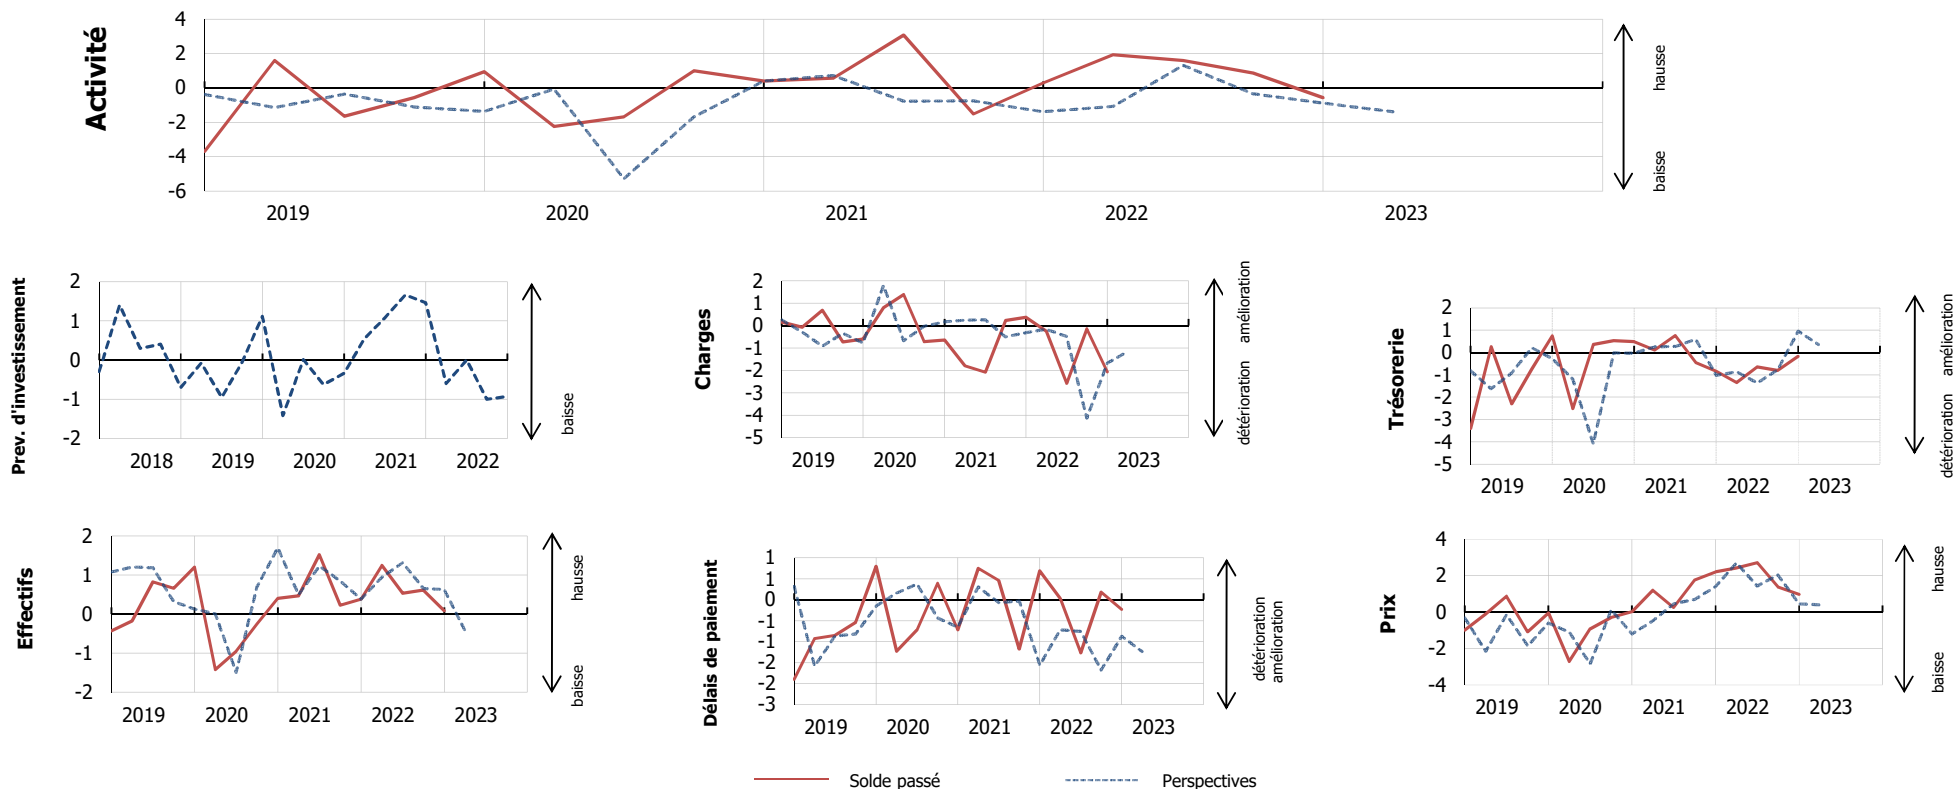 Activité
4
2
0
-2
-4
-6
2019 2020 2021 2022 2023
hausse
baisse
Prev. d'investissement
2
1
0
-1
-2
2018 2019 2020 2021 2022
baisse
Charges
2
1
0
-1
-2
-3
-4
-5
2019 2020 2021 2022 2023
détérioration amélioration
Trésorerie
2
1
0
-1
-2
-3
-4
-5
2019 2020 2021 2022 2023
détérioration amélioration
Effectifs
2
1
0
-1
-2
2019 2020 2021 2022 2023
hausse
baisse
Délais de paiement
1
1
0
-1
-1
-2
-2
-3
2019 2020 2021 2022 2023
détérioration
amélioration
Prix
4
2
0
-2
-4
2019 2020 2021 2022 2023
hausse
baisse
Solde passé Perspectives